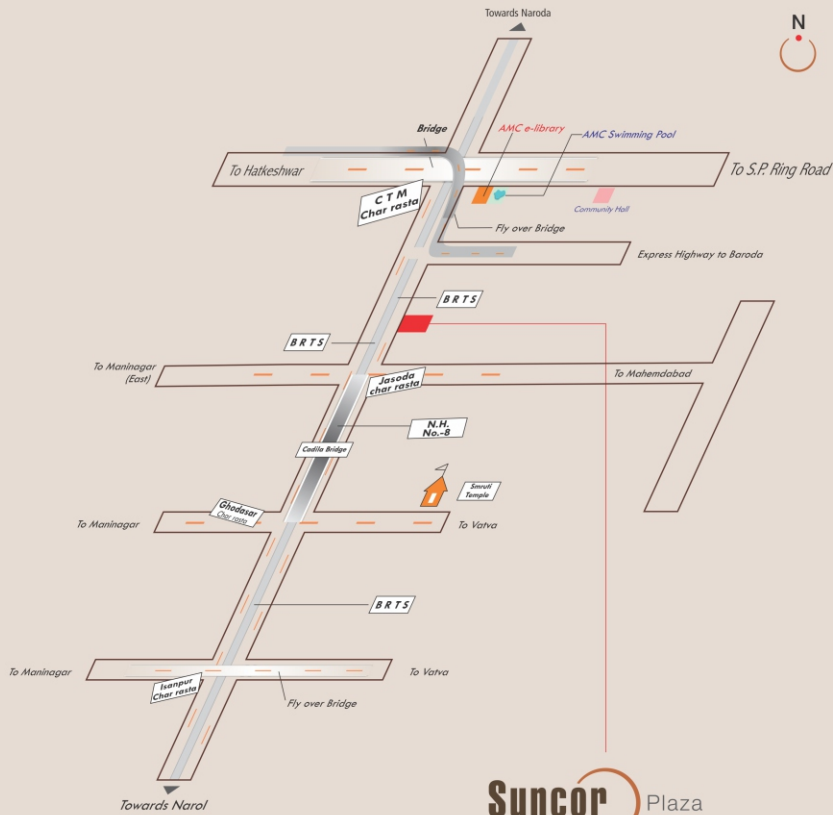 Towards Naroda
N
Bridge
AMC e-library
AMC Swimming Pool
To Hatkeshwar
To S.P. Ring Road
C T M
Char rasta
Community Hall
Fly over Bridge
Express Highway to Baroda
B R T S
B R T S
To Maninagar
(East)
Jasoda
char rasta
To Mahemdabad
N.H.
No.-8
Cadila Bridge
Smruti
Temple
Ghodasar
Char rasta
To Maninagar
To Vatva
B R T S
To Maninagar
To Vatva
Isanpur
Char rasta
Fly over Bridge
Towards Narol
Suncor Plaza